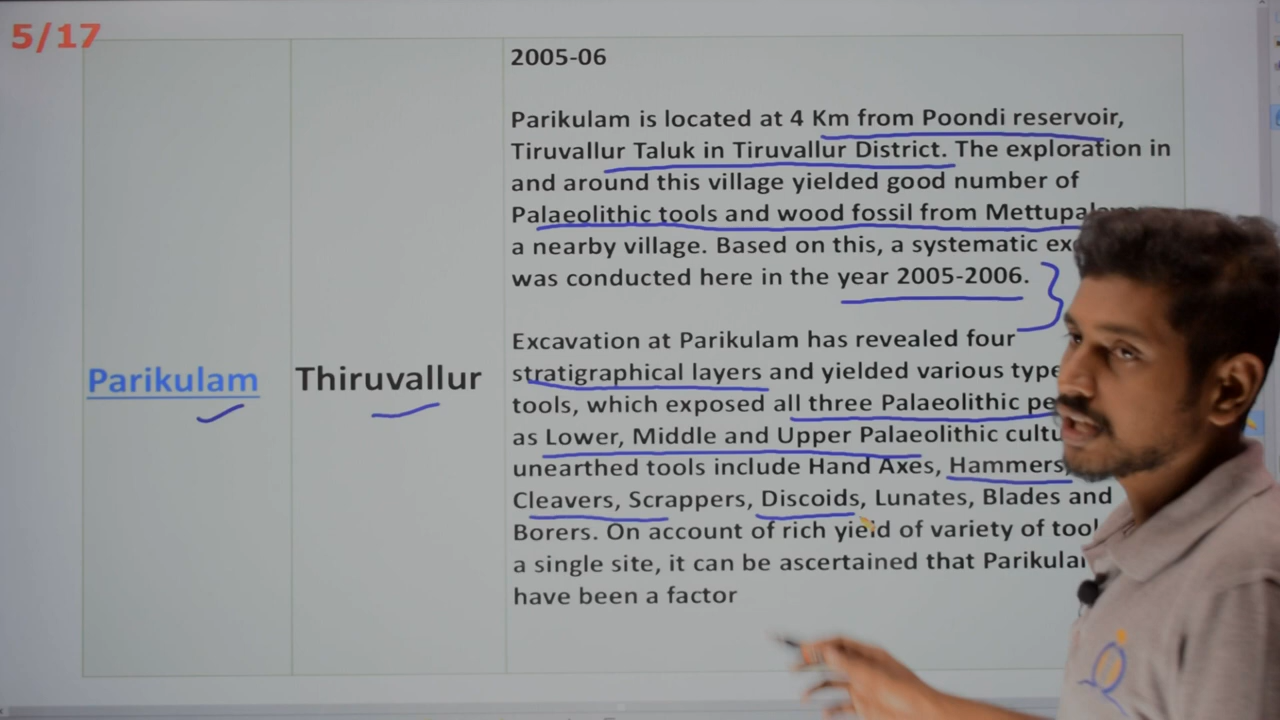 5/17
2005-06
Parikulam is located at 4 Km from Poondi reservoir,
Tiruvallur Taluk in Tiruvallur District. The exploration in
and around this village yielded good number of
Palaeolithic tools and wood fossil from
a nearby village. Based on this, a systematic
was conducted here in the year 2005-2006.
Excavation at Parikulam has revealed four
stratigraphical layers and yielded various
tools, which exposed all three Palaeolithic
as Lower, Middle and Upper Palaeolithic
unearthed tools include Hand Axes, Hammers,
Cleavers, Scrappers, Discoids, Lunates, Blades and
Borers. On account of rich yield of variety of
a single site, it can be ascertained that
have been a factor
Parikulam
Thiruvallur